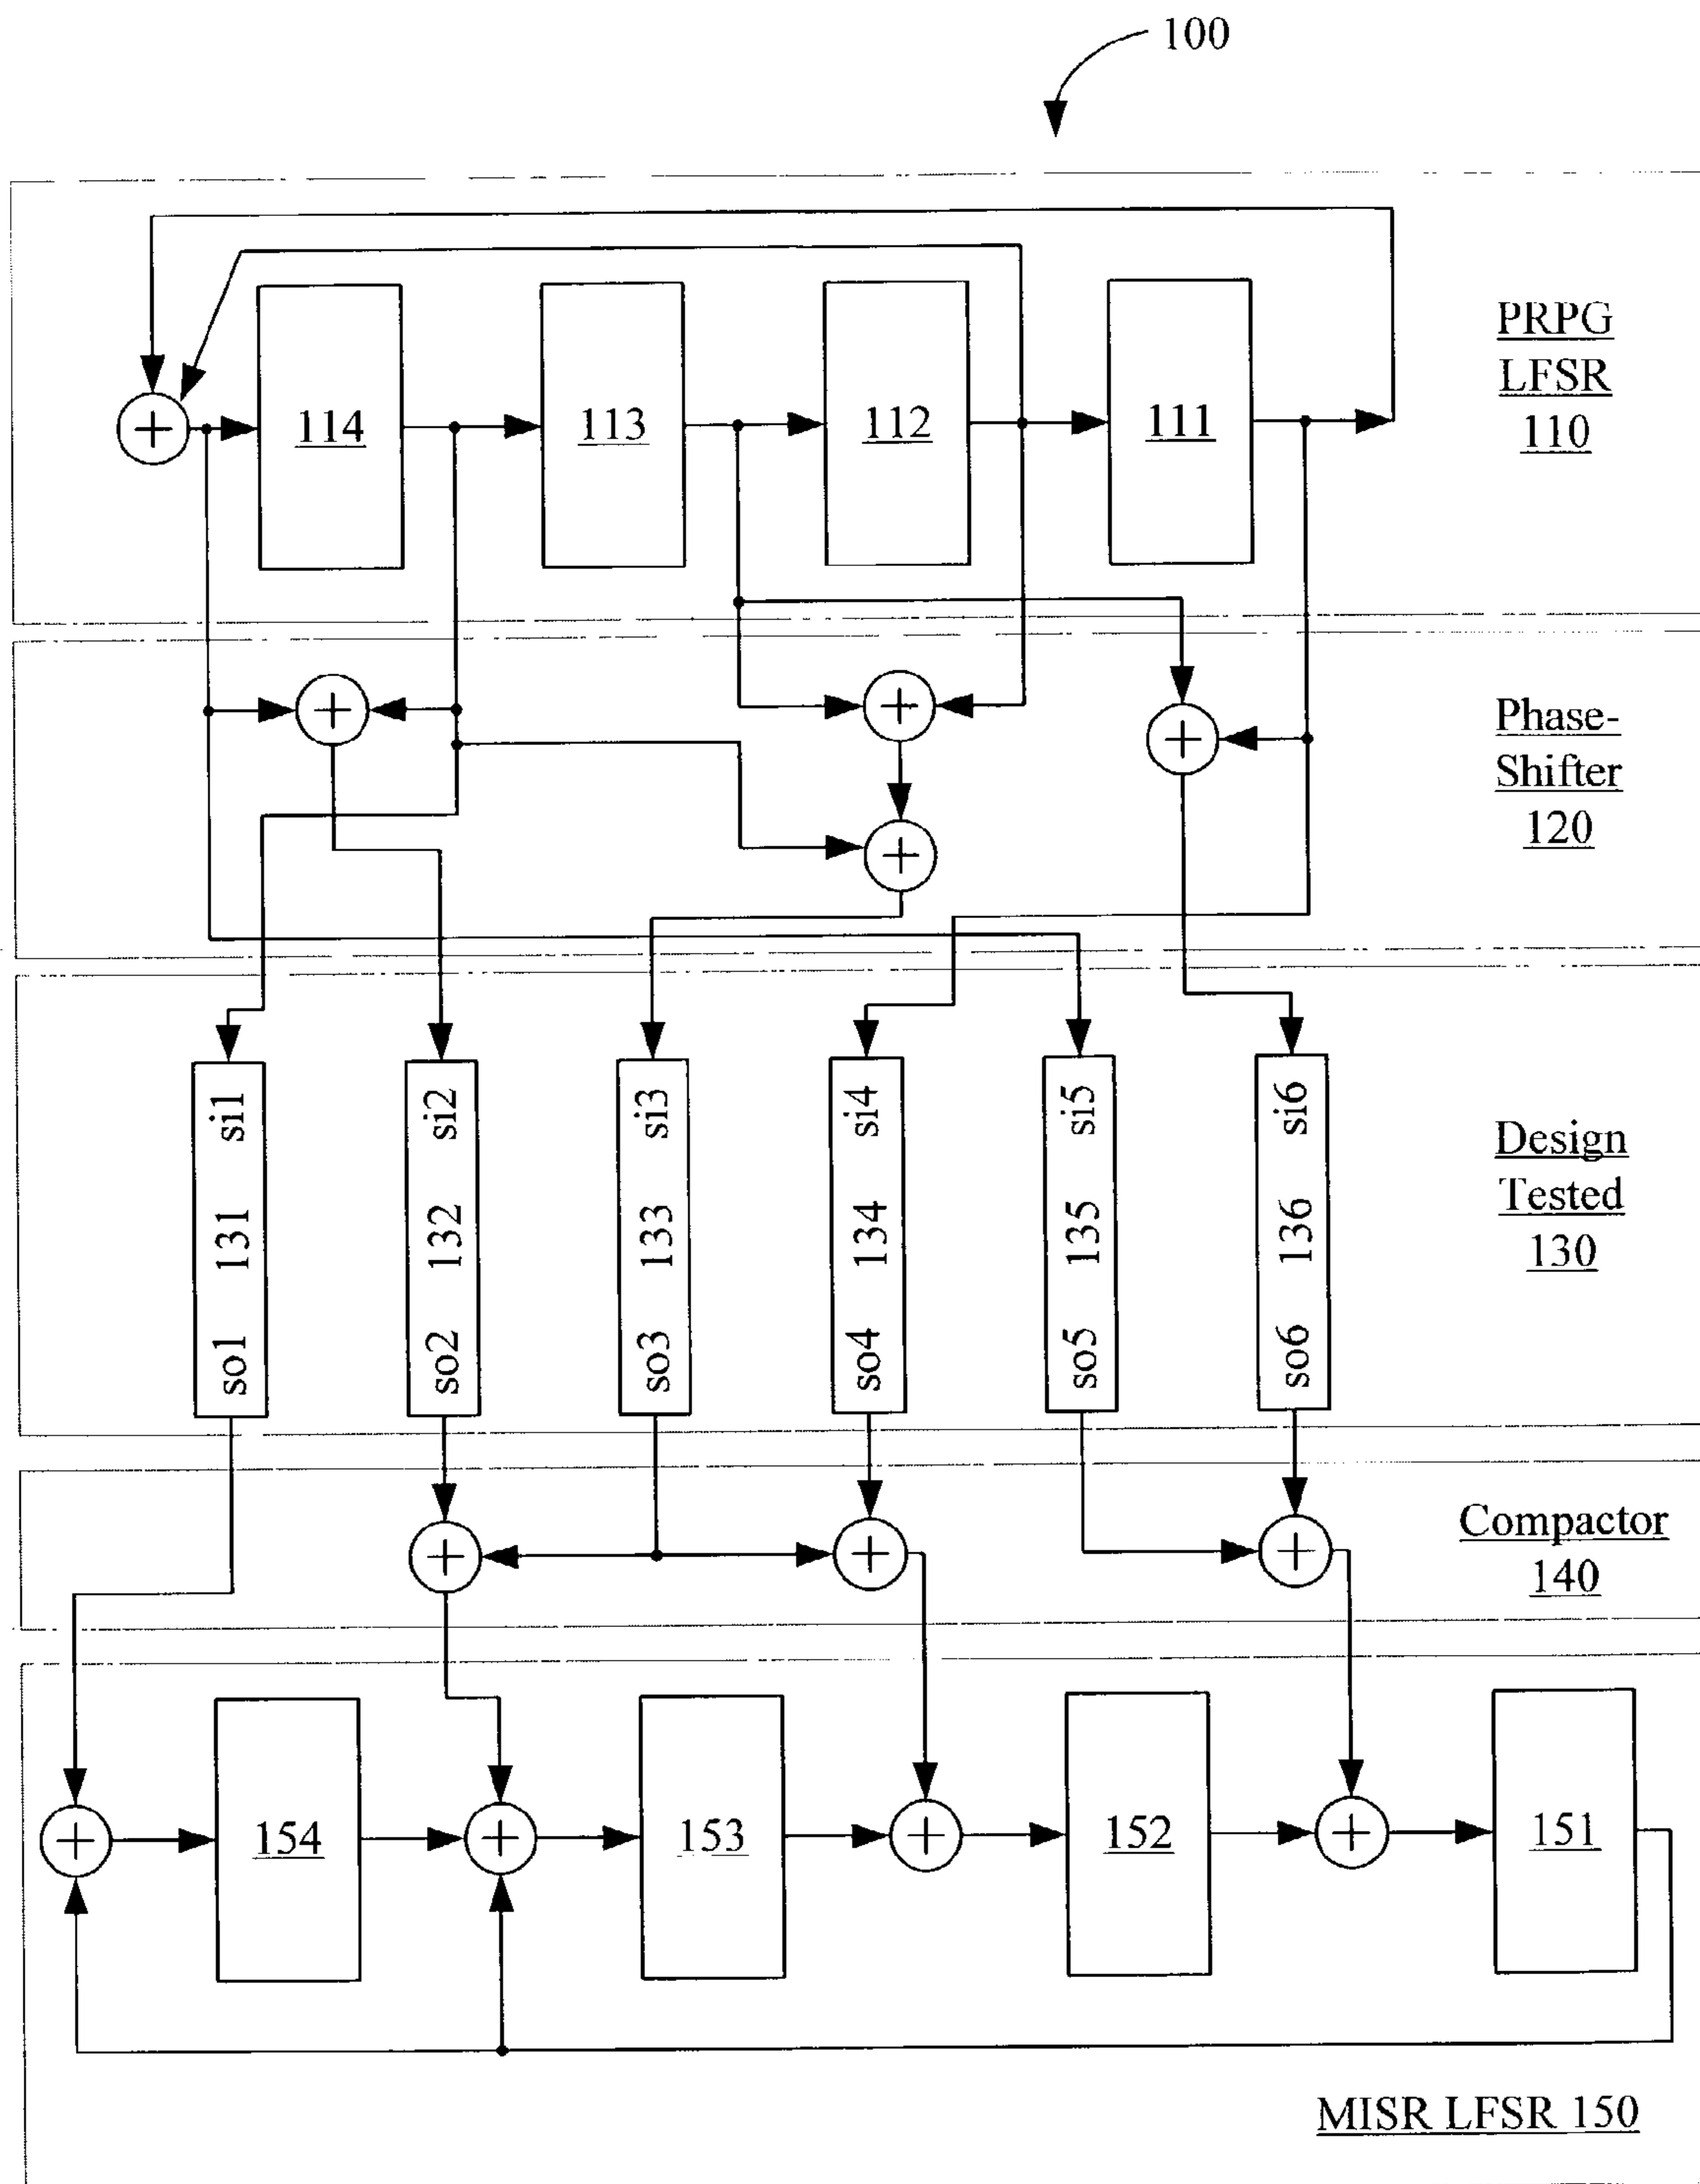 100
PRPG
LFSR
110
114
113
112
111
+
Phase-
Shifter
120
+
+
+
+
si1
si2
si3
si4
si5
si6
131
132
133
134
135
136
so1
so2
so3
so4
so5
so6
Design
Tested
130
+
+
+
Compactor
140
+
154
+
153
+
152
+
151
MISR LFSR 150